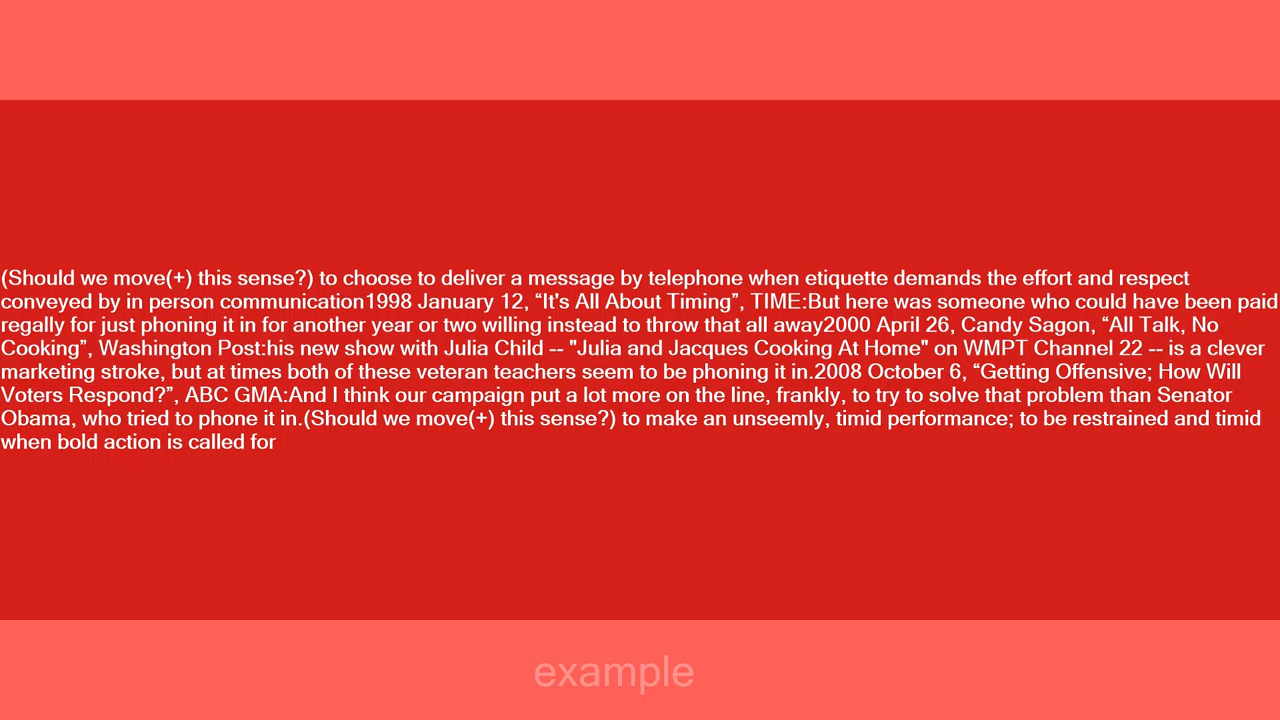 (Should we move(+) this sense?) to choose to deliver a message by telephone when etiquette demands the effort and respect
conveyed by in person communication1998 January 12, “It's All About Timing”, TIME:But here was someone who could have been paid
regally for just phoning it in for another year or two willing instead to throw that all away2000 April 26, Candy Sagon, “All Talk, No
Cooking”, Washington Post:his new show with Julia Child -- "Julia and Jacques Cooking At Home" on WMPT Channel 22 -- is a clever
marketing stroke, but at times both of these veteran teachers seem to be phoning it in.2008 October 6, “Getting Offensive; How Will
Voters Respond?”, ABC GMA:And I think our campaign put a lot more on the line, frankly, to try to solve that problem than Senator
Obama, who tried to phone it in.(Should we move(+) this sense?) to make an unseemly, timid performance; to be restrained and timid
when bold action is called for
example